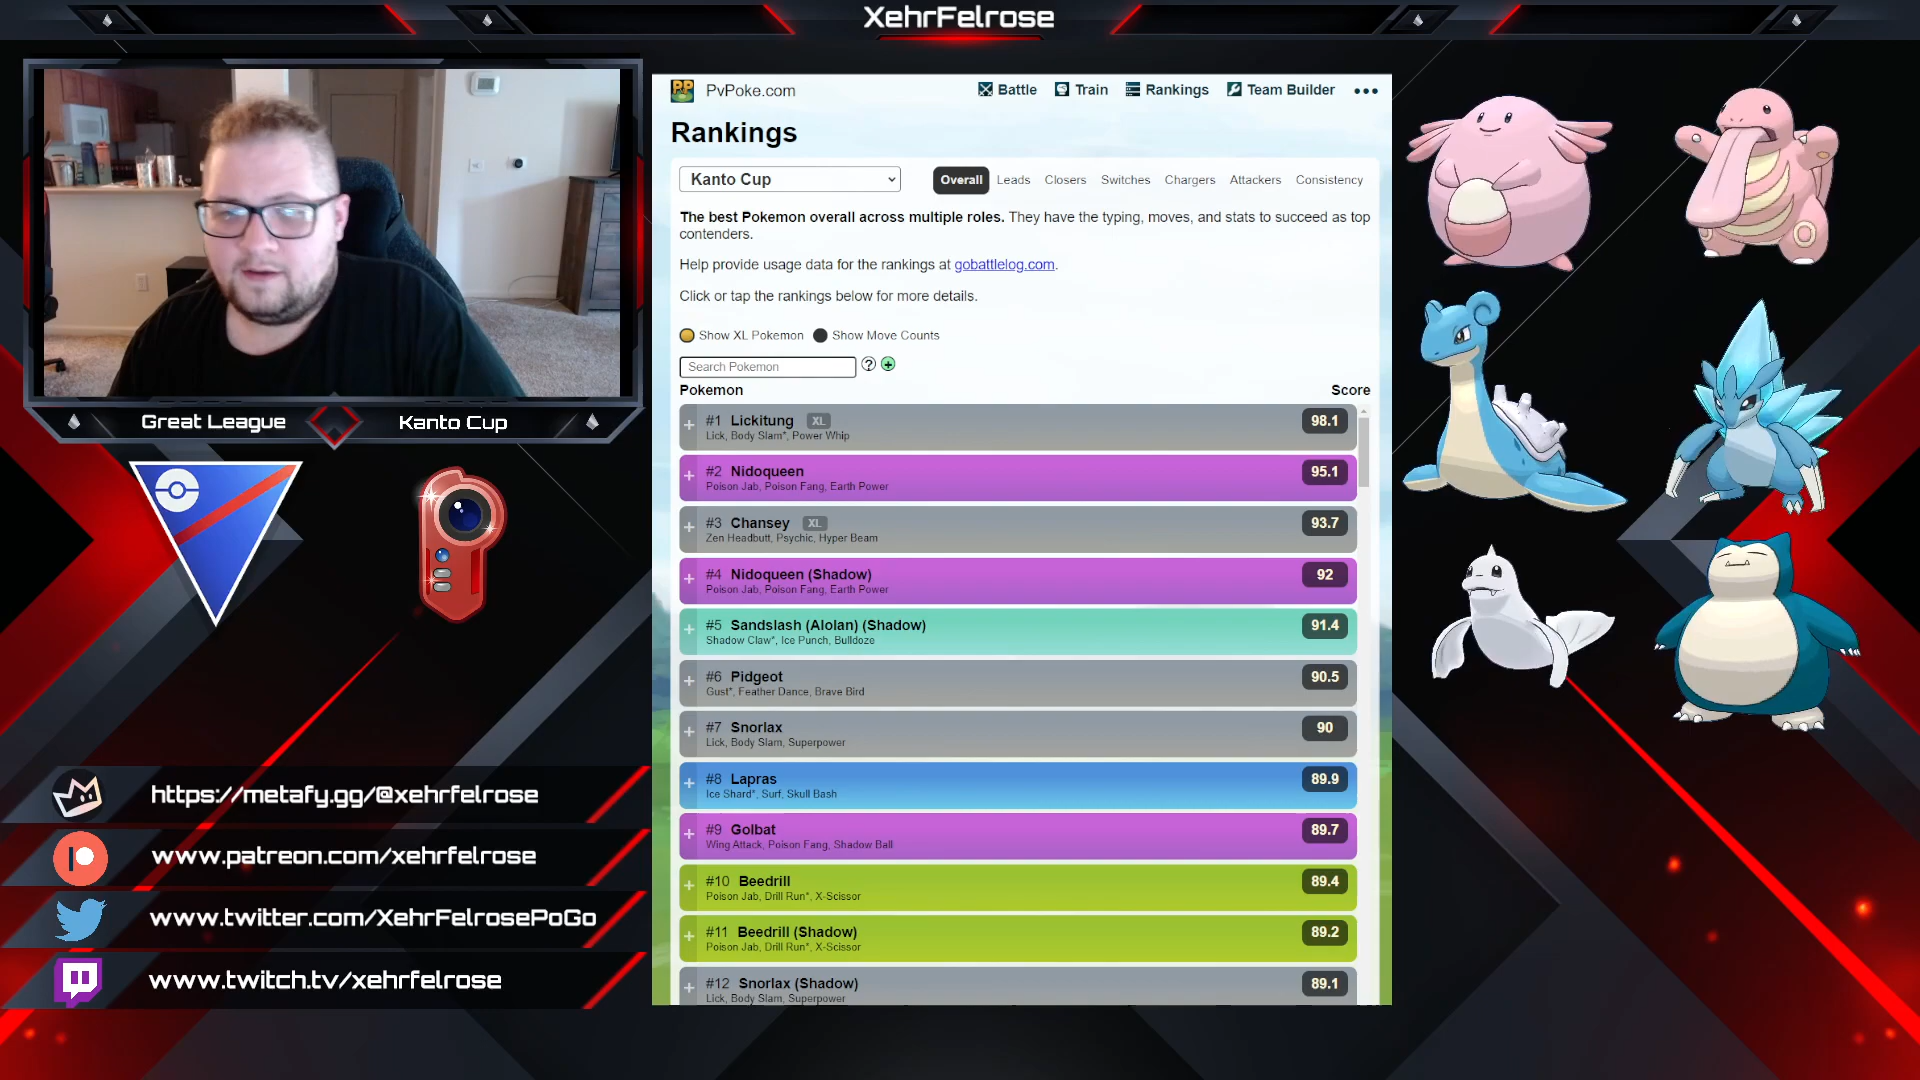 XehrFelrose
PvPoke.com
Battle
Train
Rankings
Team Builder
Rankings
Kanto Cup
Overall
Leads
Closers
Switches
Chargers
Attackers
Consistency
The best Pokemon overall across multiple roles. They have the typing, moves, and stats to succeed as top
contenders.
Help provide usage data for the rankings at gobattlelog.com.
Click or tap the rankings below for more details.
Show XL Pokemon
Show Move Counts
Search Pokemon
?
+
Pokemon
Score
+ #1 Lickitung XL 98.1
Lick, Body Slam*, Power Whip
+ #2 Nidoqueen 95.1
Poison Jab, Poison Fang, Earth Power
+ #3 Chansey XL 93.7
Zen Headbutt, Psychic, Hyper Beam
+ #4 Nidoqueen (Shadow) 92
Poison Jab, Poison Fang, Earth Power
+ #5 Sandslash (Alolan) (Shadow) 91.4
Shadow Claw*, Ice Punch, Bulldoze
+ #6 Pidgeot 90.5
Gust*, Feather Dance, Brave Bird
+ #7 Snorlax 90
Lick, Body Slam, Superpower
+ #8 Lapras 89.9
Ice Shard*, Surf, Skull Bash
+ #9 Golbat 89.7
Wing Attack, Poison Fang, Shadow Ball
+ #10 Beedrill 89.4
Poison Jab, Drill Run*, X-Scissor
+ #11 Beedrill (Shadow) 89.2
Poison Jab, Drill Run*, X-Scissor
+ #12 Snorlax (Shadow) 89.1
Lick, Body Slam, Superpower
Great League
Kanto Cup
https://metafy.gg/@xehrfelrose
www.patreon.com/xehrfelrose
www.twitter.com/XehrFelrosePoGo
www.twitch.tv/xehrfelrose